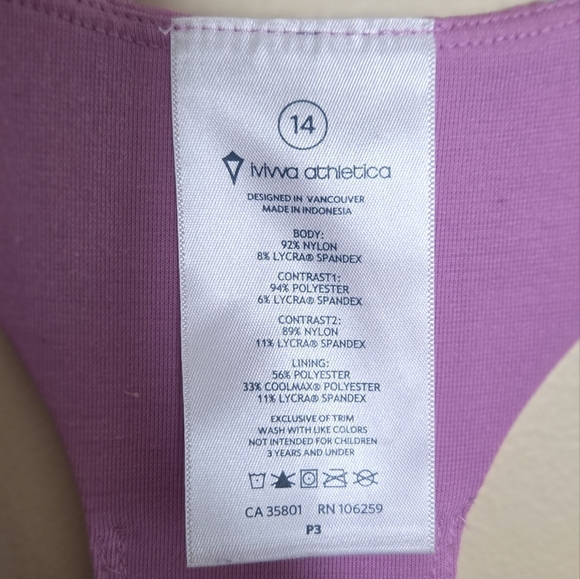 14
ivivva athletica
DESIGNED IN VANCOUVER
MADE IN INDONESIA
BODY:
92% NYLON
8% LYCRA® SPANDEX
CONTRAST1:
94% POLYESTER
6% LYCRA® SPANDEX
CONTRAST2:
89% NYLON
11% LYCRA® SPANDEX
LINING:
56% POLYESTER
33% COOLMAX® POLYESTER
11% LYCRA® SPANDEX
EXCLUSIVE OF TRIM
WASH WITH LIKE COLORS
NOT INTENDED FOR CHILDREN
3 YEARS AND UNDER
CA 35801 RN 106259
P3